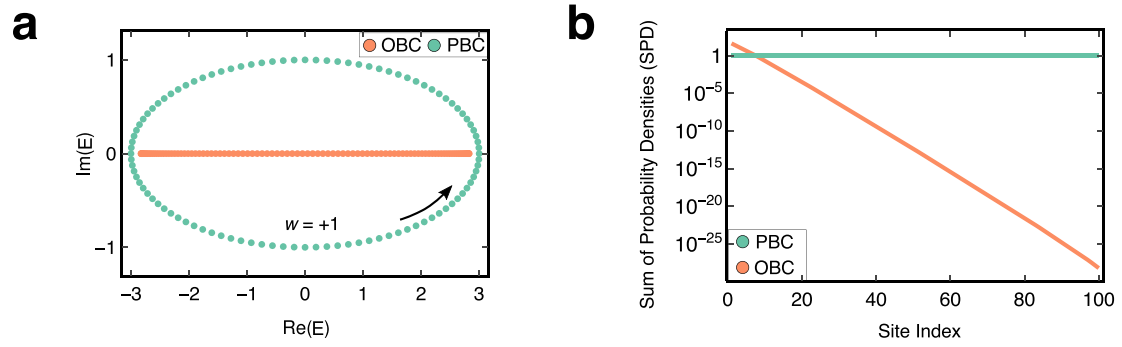 a
OBC PBC
1
0
−1
Im(E)
w = +1
−3 −2 −1 0 1 2 3
Re(E)
b
Sum of Probability Densities (SPD)
1
10⁻⁵
10⁻¹⁰
10⁻¹⁵
10⁻²⁰
10⁻²⁵
PBC
OBC
0 20 40 60 80 100
Site Index